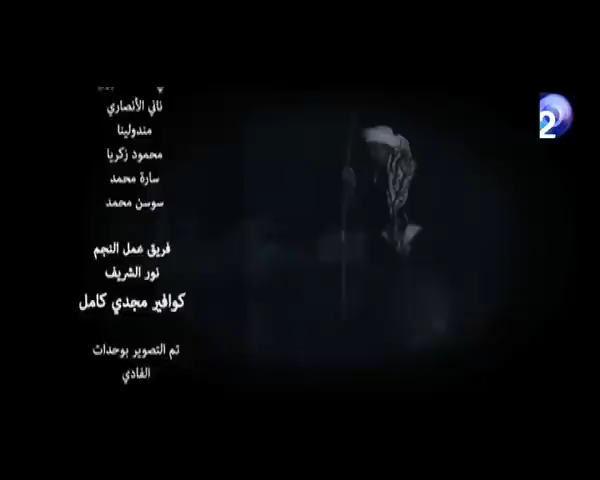 ناني الأنصاري
مندولينا
محمود زكريا
سارة محمد
سوسن محمد
فريق عمل النجم
نور الشريف
كوافير مجدي كامل
تم التصوير بوحدات
الفادي
2